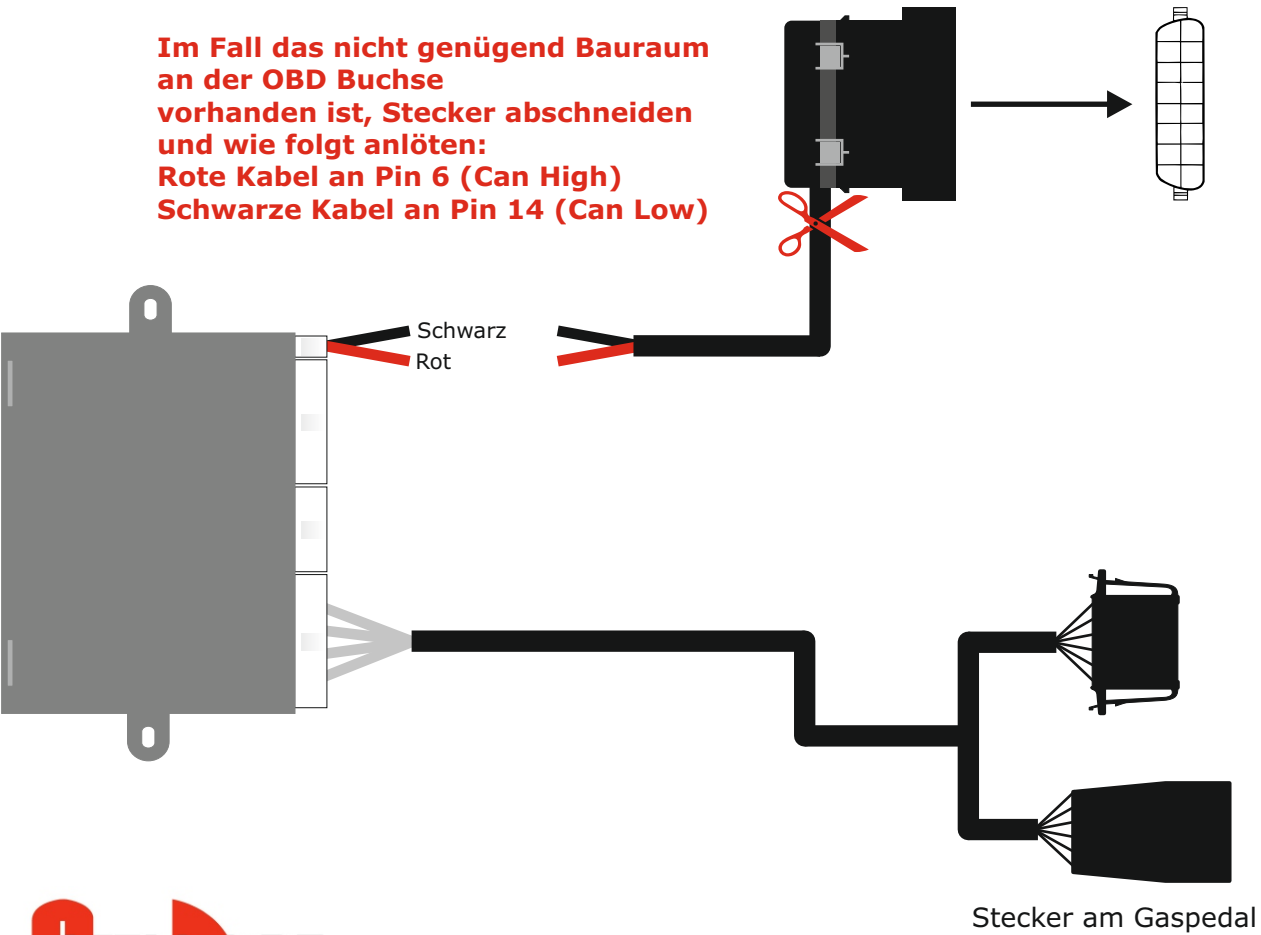 Im Fall das nicht genügend Bauraum
an der OBD Buchse
vorhanden ist, Stecker abschneiden
und wie folgt anlöten:
Rote Kabel an Pin 6 (Can High)
Schwarze Kabel an Pin 14 (Can Low)
Schwarz
Rot
Stecker am Gaspedal